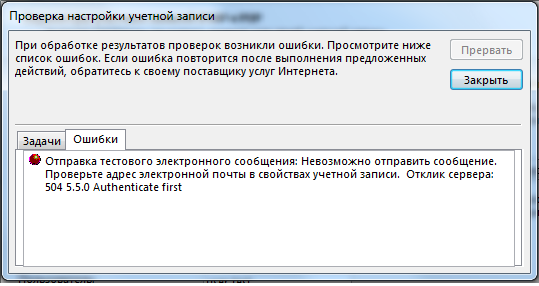 Проверка настройки учетной записи
При обработке результатов проверок возникли ошибки. Просмотрите ниже
список ошибок. Если ошибка повторится после выполнения предложенных
действий, обратитесь к своему поставщику услуг Интернета.
Прервать
Закрыть
Задачи
Ошибки
Отправка тестового электронного сообщения: Невозможно отправить сообщение.
Проверьте адрес электронной почты в свойствах учетной записи. Отклик сервера:
504 5.5.0 Authenticate first